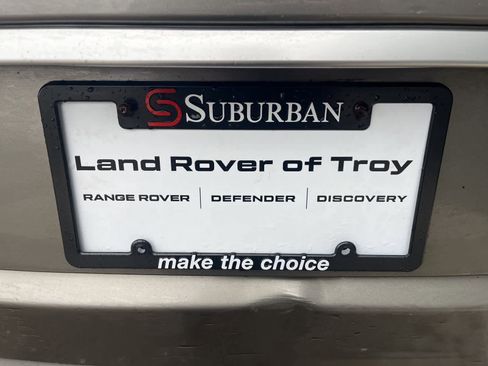 S SUBURBAN
Land Rover of Troy
RANGE ROVER | DEFENDER | DISCOVERY
make the choice